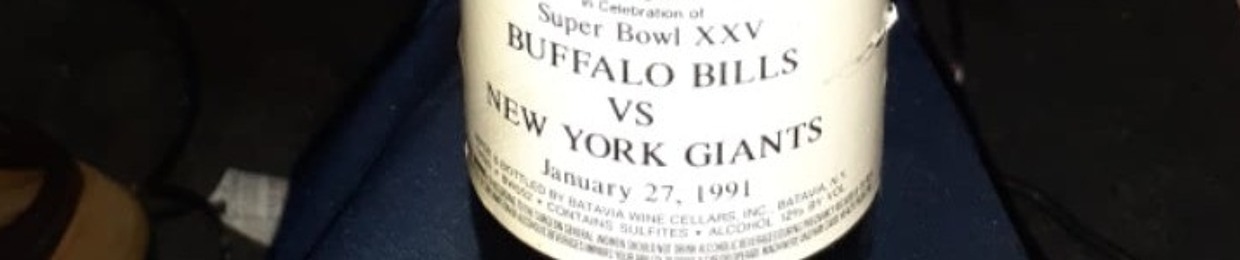 in Celebration of
Super Bowl XXV
BUFFALO BILLS
VS
NEW YORK GIANTS
January 27, 1991
BOTTLED BY BATAVIA WINE CELLARS, INC., BATAVIA, N.Y.
• CONTAINS SULFITES • ALCOHOL 12% BY VOL